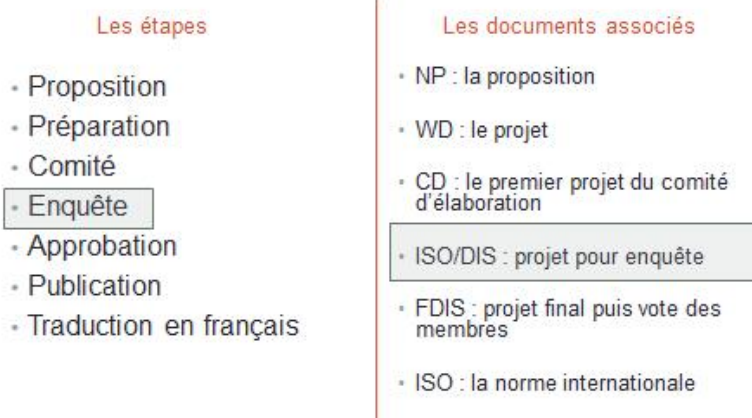 Les étapes
· Proposition
· Préparation
· Comité
· Enquête
· Approbation
· Publication
· Traduction en français
Les documents associés
· NP : la proposition
· WD : le projet
· CD : le premier projet du comité
d'élaboration
· ISO/DIS : projet pour enquête
· FDIS : projet final puis vote des
membres
· ISO : la norme internationale